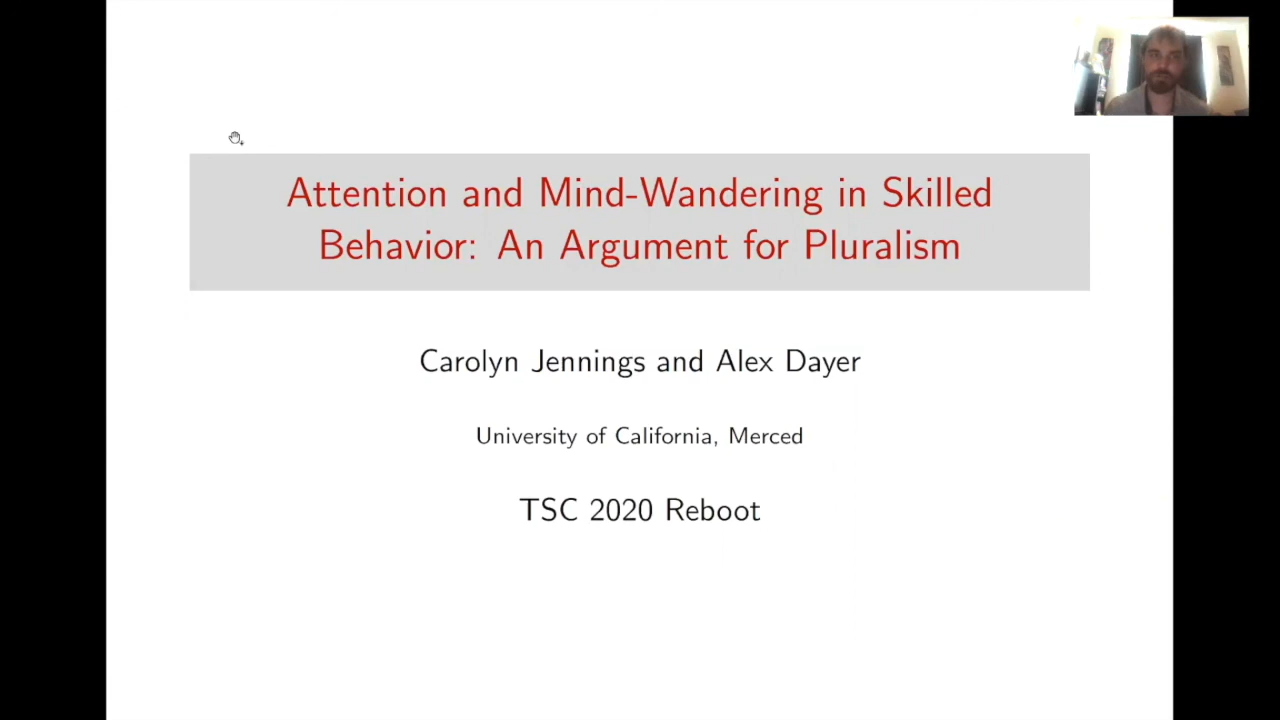 Attention and Mind-Wandering in Skilled
Behavior: An Argument for Pluralism
Carolyn Jennings and Alex Dayer
University of California, Merced
TSC 2020 Reboot